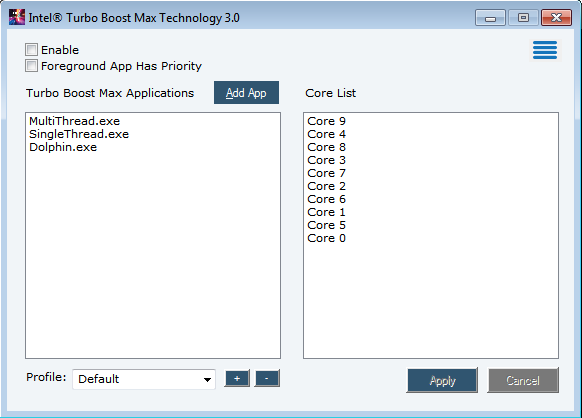 Intel® Turbo Boost Max Technology 3.0
Enable
Foreground App Has Priority
Turbo Boost Max Applications
Add App
Core List
MultiThread.exe
SingleThread.exe
Dolphin.exe
Core 9
Core 4
Core 8
Core 3
Core 7
Core 2
Core 6
Core 1
Core 5
Core 0
Profile:
Default
+
-
Apply
Cancel